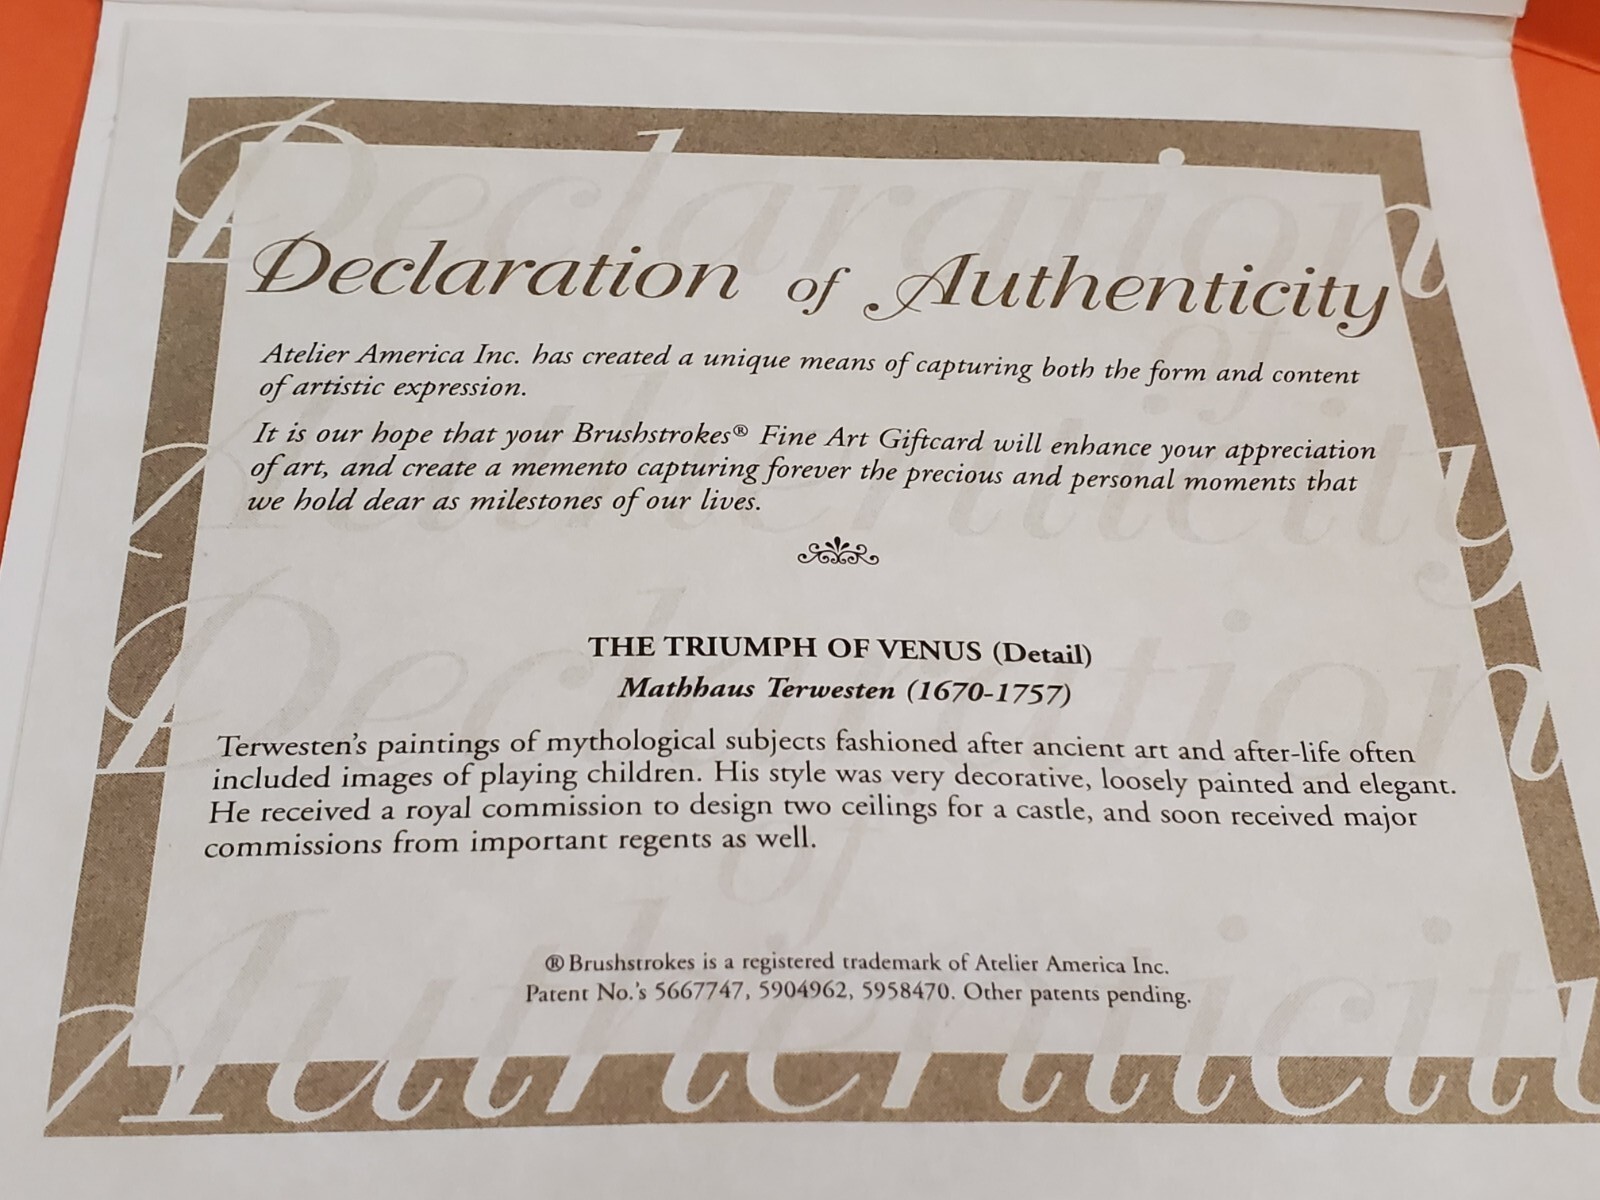 Declaration of Authenticity
Atelier America Inc. has created a unique means of capturing both the form and content
of artistic expression.
It is our hope that your Brushstrokes® Fine Art Giftcard will enhance your appreciation
of art, and create a memento capturing forever the precious and personal moments that
we hold dear as milestones of our lives.
THE TRIUMPH OF VENUS (Detail)
Mathhaus Terwesten (1670-1757)
Terwesten's paintings of mythological subjects fashioned after ancient art and after-life often
included images of playing children. His style was very decorative, loosely painted and elegant.
He received a royal commission to design two ceilings for a castle, and soon received major
commissions from important regents as well.
® Brushstrokes is a registered trademark of Atelier America Inc.
Patent No.'s 5667747, 5904962, 5958470. Other patents pending.
Declaration
of
Authenticity
Declaration
of
Authenticity